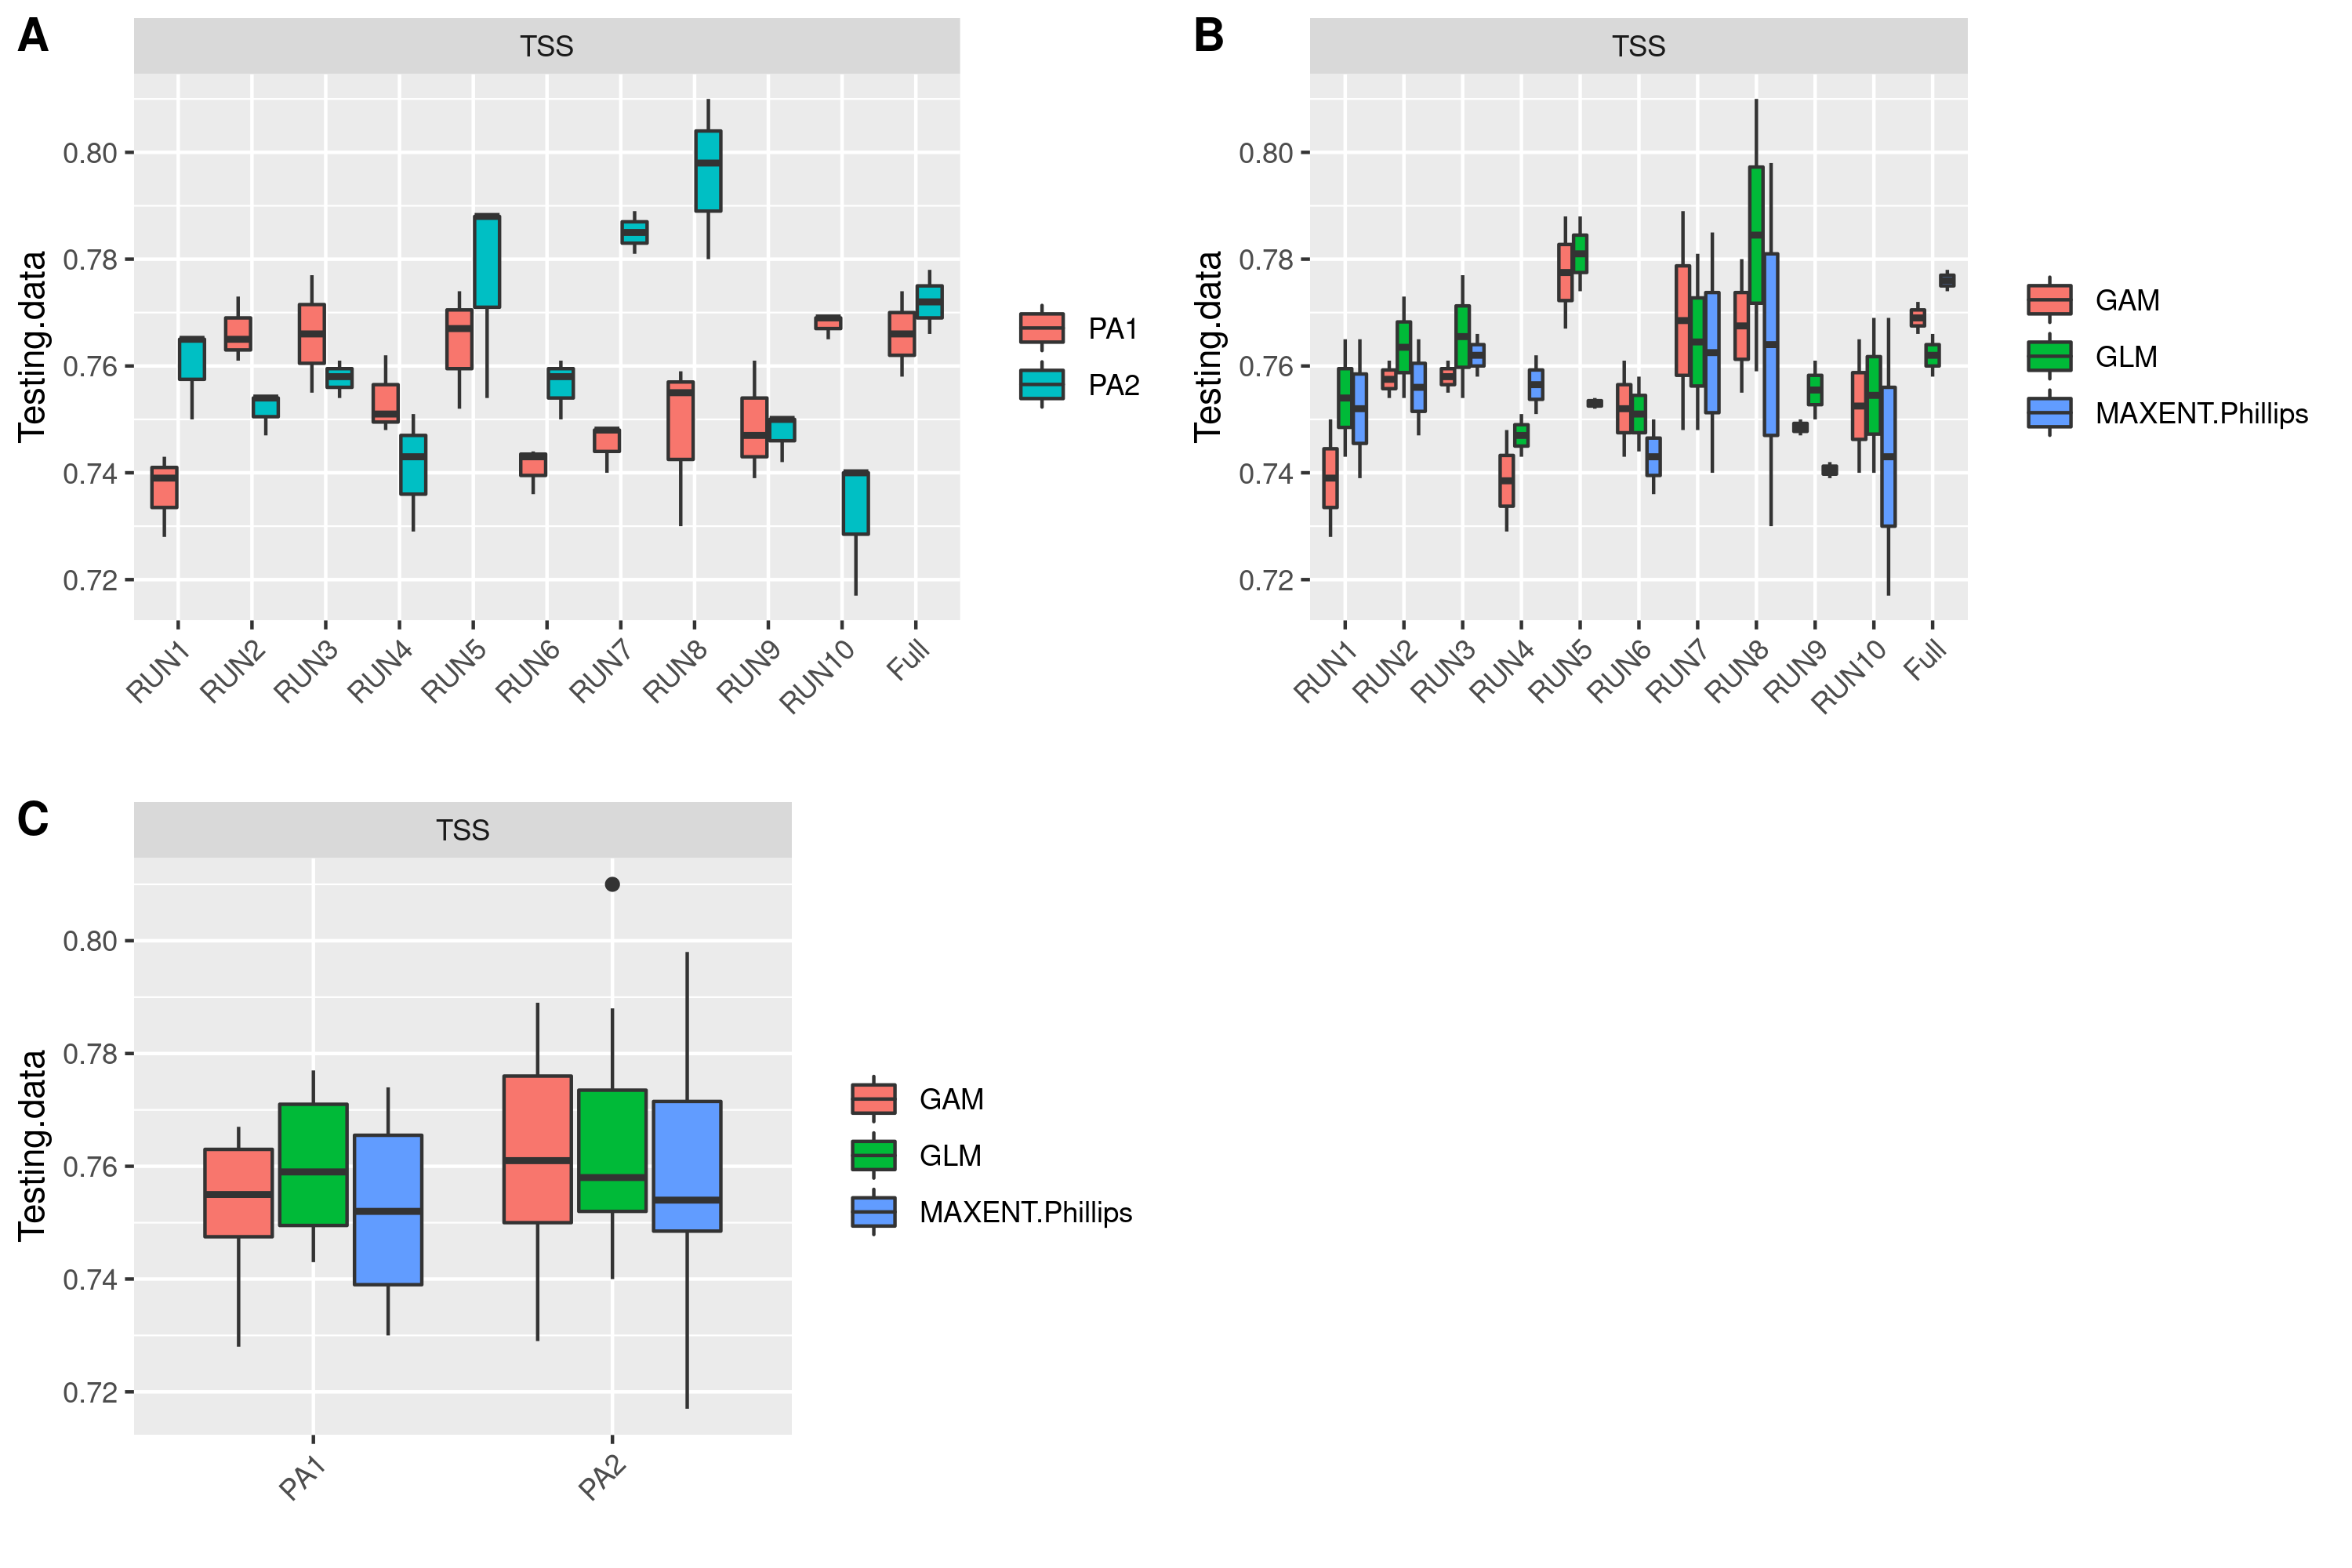 A
TSS
Testing.data
0.80
0.78
0.76
0.74
0.72
RUN1
RUN2
RUN3
RUN4
RUN5
RUN6
RUN7
RUN8
RUN9
RUN10
Full
PA1
PA2
B
TSS
Testing.data
0.80
0.78
0.76
0.74
0.72
RUN1
RUN2
RUN3
RUN4
RUN5
RUN6
RUN7
RUN8
RUN9
RUN10
Full
GAM
GLM
MAXENT.Phillips
C
TSS
Testing.data
0.80
0.78
0.76
0.74
0.72
PA1
PA2
GAM
GLM
MAXENT.Phillips